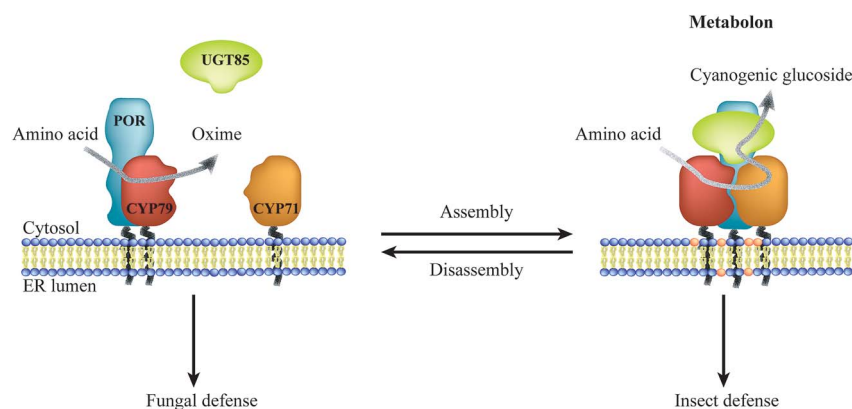 Metabolon
UGT85
Cyanogenic glucoside
POR
Amino acid
Oxime
Amino acid
CYP79
CYP71
Cytosol
Assembly
Disassembly
ER lumen
Fungal defense
Insect defense